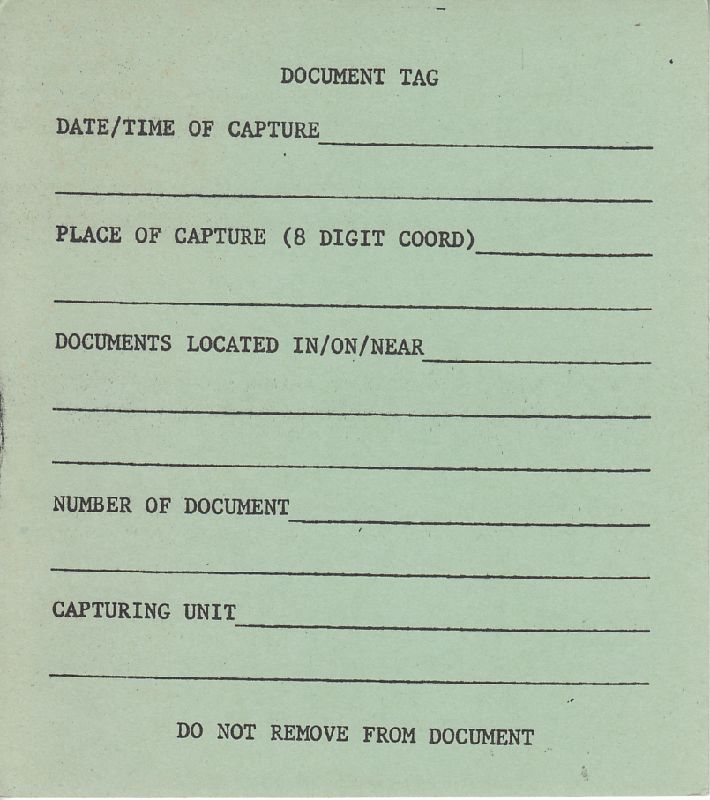 DOCUMENT TAG
DATE/TIME OF CAPTURE
PLACE OF CAPTURE (8 DIGIT COORD)
DOCUMENTS LOCATED IN/ON/NEAR
NUMBER OF DOCUMENT
CAPTURING UNIT
DO NOT REMOVE FROM DOCUMENT